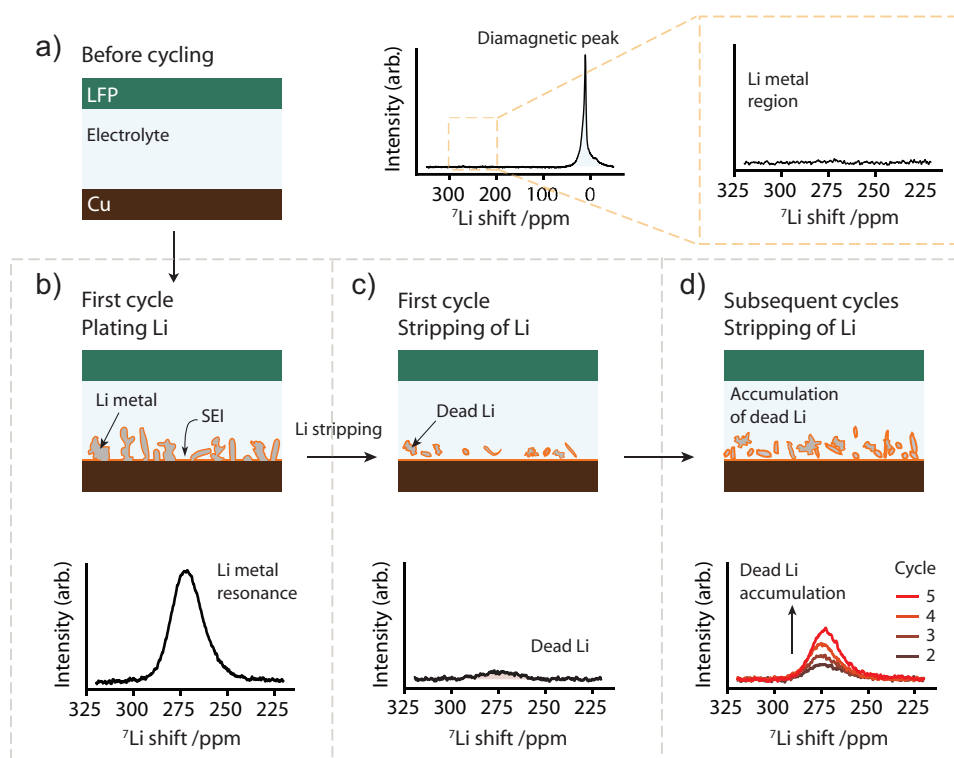 a)
Before cycling
LFP
Electrolyte
Cu
Diamagnetic peak
Intensity (arb.)
300 200 100 0
⁷Li shift /ppm
Li metal
region
325 300 275 250 225
⁷Li shift /ppm
b)
First cycle
Plating Li
Li metal
SEI
Li stripping
Li metal
resonance
Intensity (arb.)
325 300 275 250 225
⁷Li shift /ppm
c)
First cycle
Stripping of Li
Dead Li
Dead Li
Intensity (arb.)
325 300 275 250 225
⁷Li shift /ppm
d)
Subsequent cycles
Stripping of Li
Accumulation
of dead Li
Dead Li
accumulation
Cycle
5
4
3
2
Intensity (arb.)
325 300 275 250 225
⁷Li shift /ppm